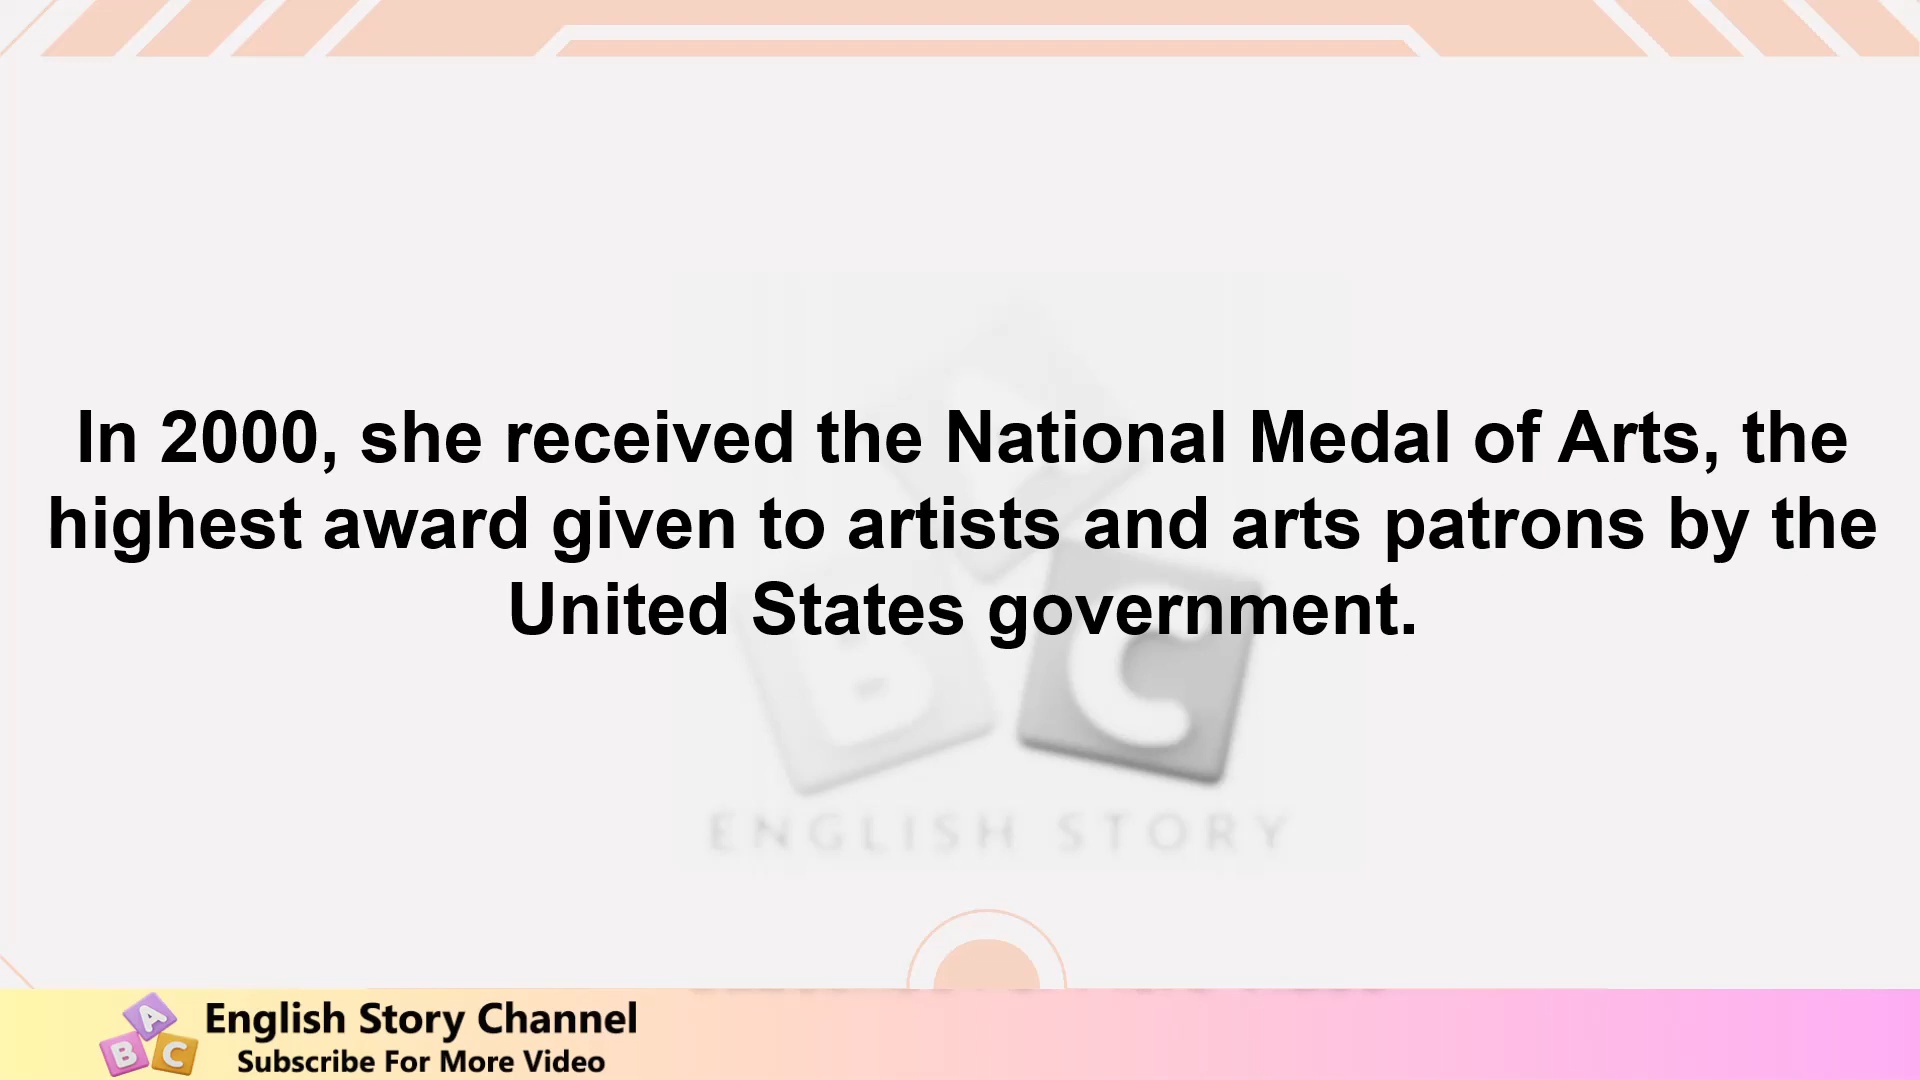 In 2000, she received the National Medal of Arts, the
highest award given to artists and arts patrons by the
United States government.
A
B
C
ENGLISH STORY
A
B
C
English Story Channel
Subscribe For More Video